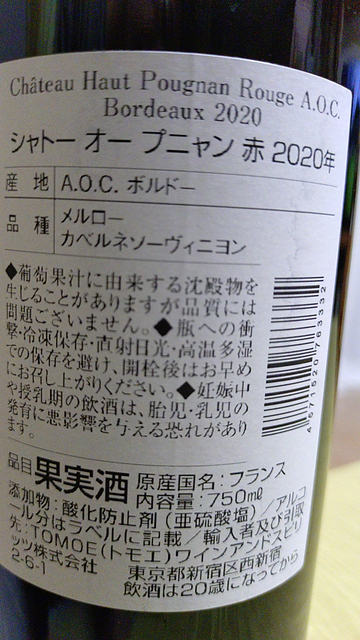 Château Haut Pougnan Rouge A.O.C.
Bordeaux 2020
シャトー オー プニャン 赤 2020年
産 地 A.O.C. ボルドー
品 種 メルロー
カベルネソーヴィニヨン
◆葡萄果汁に由来する沈殿物を
生じることがありますが品質には
問題ございません。◆瓶への衝
撃・冷凍保存・直射日光・高温多湿
での保存を避け、開栓後はお早め
にお召し上がりください。◆妊娠中
や授乳期の飲酒は、胎児・乳児の
発育に悪影響を与える恐れがあり
ます。
4 571520 763332
品目 果実酒 原産国名：フランス
内容量：750mℓ
添加物：酸化防止剤（亜硫酸塩）／アルコ
ール分はラベルに記載／輸入者及び引取
先：TOMOE(トモエ)ワインアンドスピリ
ッツ株式会社 東京都新宿区西新宿
2-6-1 飲酒は20歳になってから